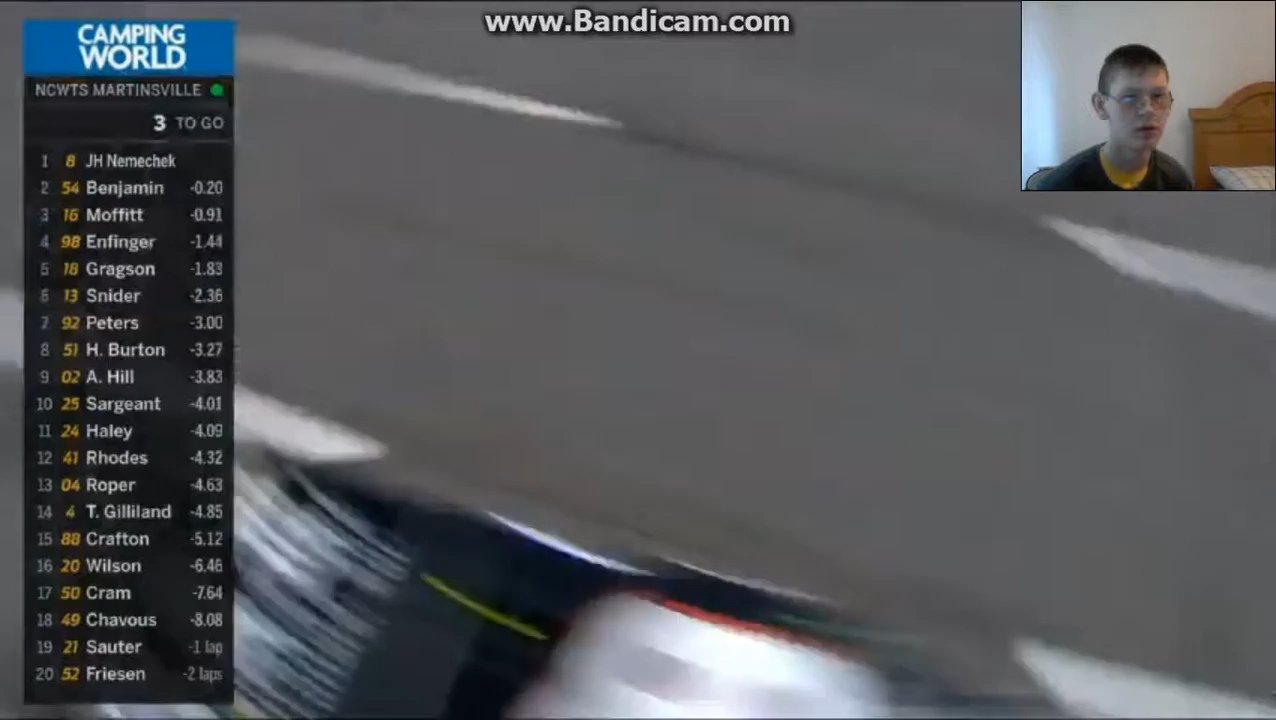 www.Bandicam.com
CAMPING
WORLD
NCWTS MARTINSVILLE
3 TO GO
1 8 JH Nemechek
2 54 Benjamin -0.20
3 16 Moffitt -0.91
4 98 Enfinger -1.44
5 18 Gragson -1.83
6 13 Snider -2.36
7 92 Peters -3.00
8 51 H. Burton -3.27
9 02 A. Hill -3.83
10 25 Sargeant -4.01
11 24 Haley -4.09
12 41 Rhodes -4.32
13 04 Roper -4.63
14 4 T. Gilliland -4.85
15 88 Crafton -5.12
16 20 Wilson -6.46
17 50 Cram -7.64
18 49 Chavous -8.08
19 21 Sauter -1 lap
20 52 Friesen -2 laps